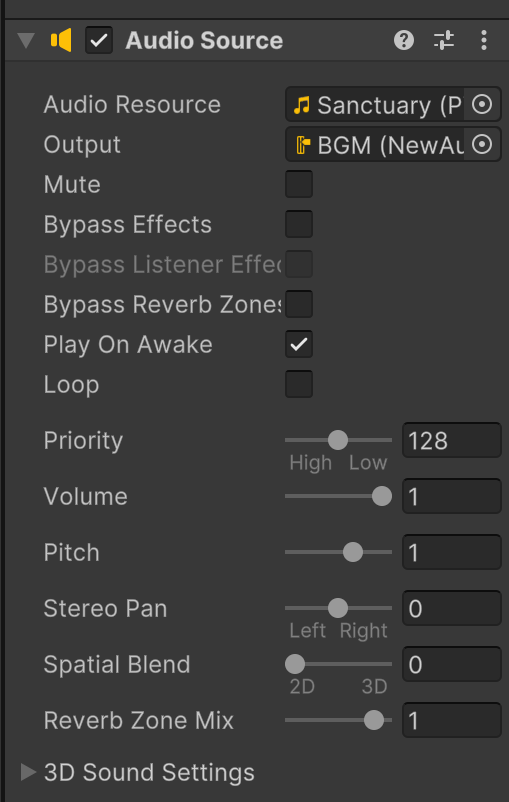 Audio Source
Audio Resource Sanctuary (P
Output BGM (NewAu
Mute
Bypass Effects
Bypass Listener Effec
Bypass Reverb Zones
Play On Awake
Loop
Priority 128
High Low
Volume 1
Pitch 1
Stereo Pan 0
Left Right
Spatial Blend 0
2D 3D
Reverb Zone Mix 1
3D Sound Settings